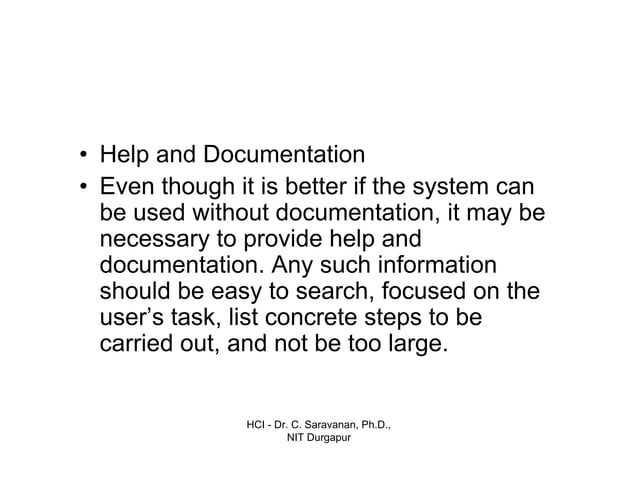 • Help and Documentation
• Even though it is better if the system can
be used without documentation, it may be
necessary to provide help and
documentation. Any such information
should be easy to search, focused on the
user’s task, list concrete steps to be
carried out, and not be too large.
HCI - Dr. C. Saravanan, Ph.D.,
NIT Durgapur